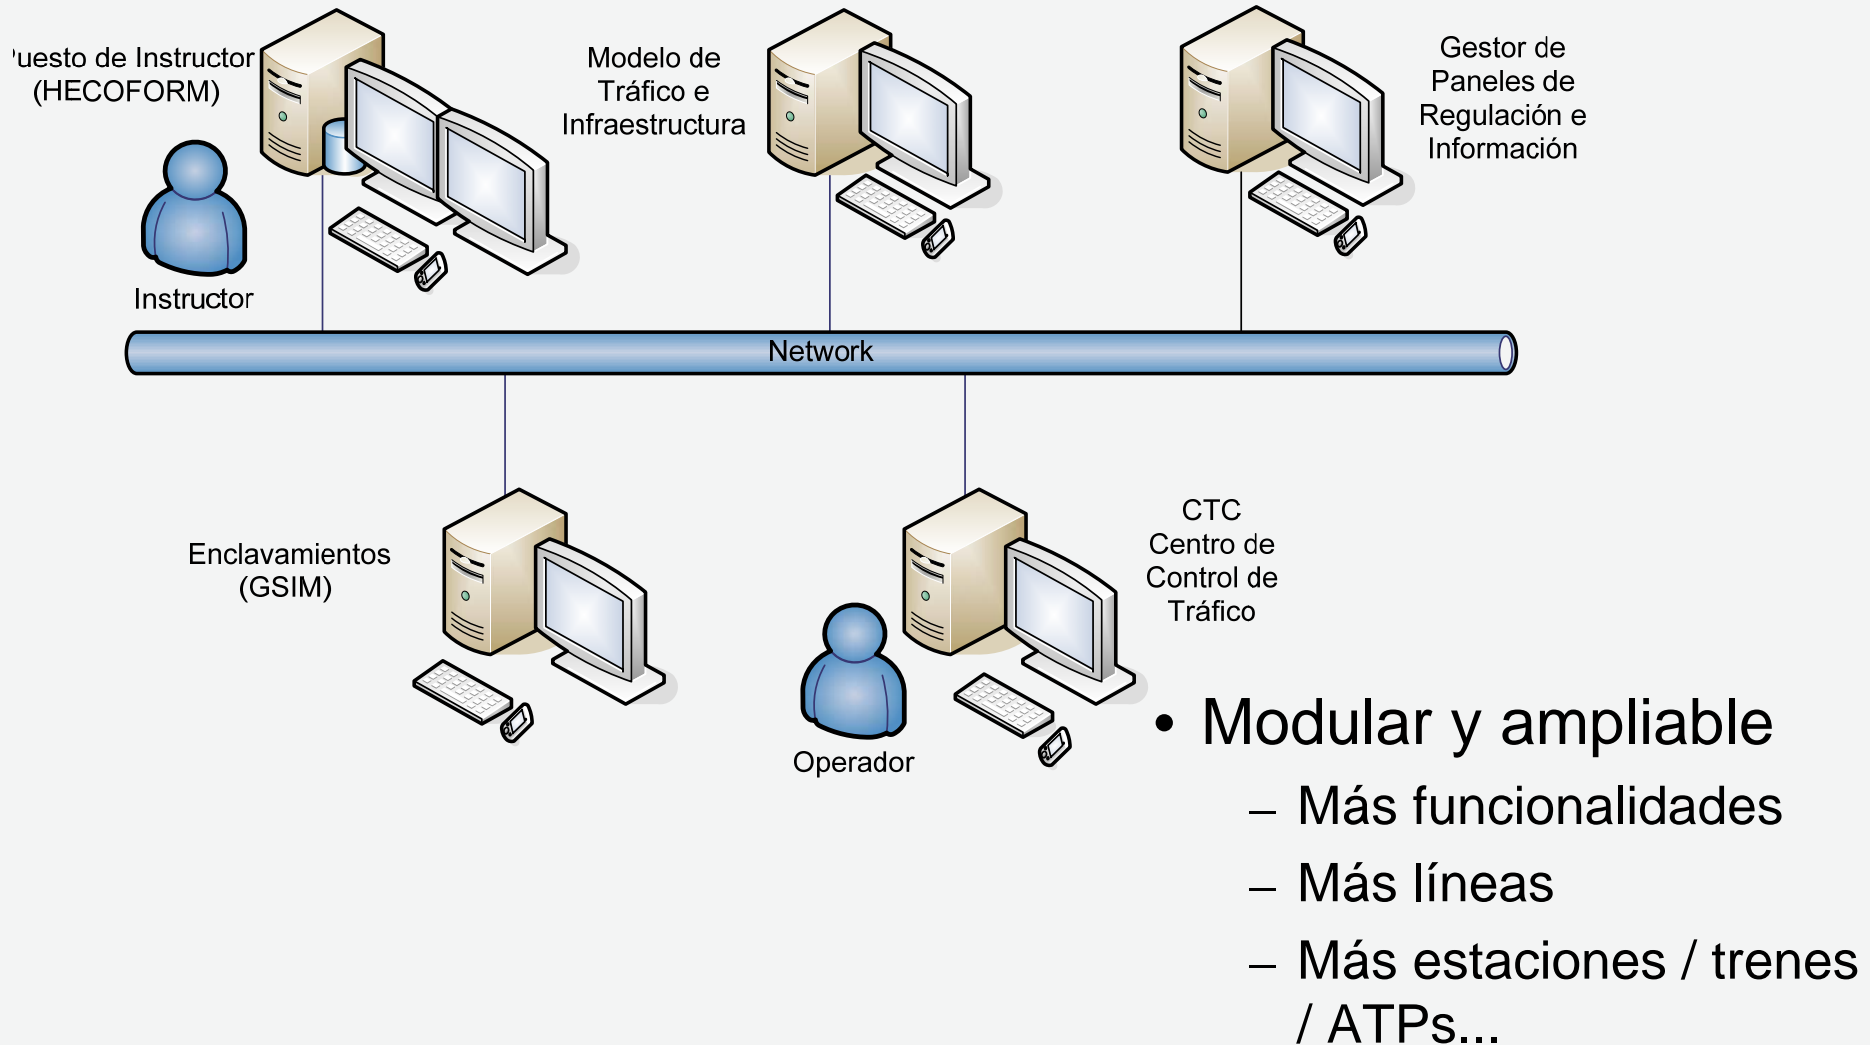 uesto de Instructor
(HECOFORM)
Modelo de
Tráfico e
Infraestructura
Gestor de
Paneles de
Regulación e
Información
Instructor
Network
Enclavamientos
(GSIM)
CTC
Centro de
Control de
Tráfico
Operador
• Modular y ampliable
– Más funcionalidades
– Más líneas
– Más estaciones / trenes
/ ATPs...